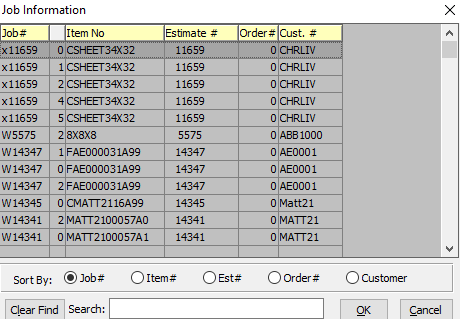 Job Information
Job# Item No Estimate # Order# Cust. #
x11659 0 CSHEET34X32 11659 0 CHRLIV
x11659 1 CSHEET34X32 11659 0 CHRLIV
x11659 2 CSHEET34X32 11659 0 CHRLIV
x11659 4 CSHEET34X32 11659 0 CHRLIV
x11659 5 CSHEET34X32 11659 0 CHRLIV
W5575 2 8X8X8 5575 0 ABB1000
W14347 1 FAE000031A99 14347 0 AE0001
W14347 0 FAE000031A99 14347 0 AE0001
W14347 2 FAE000031A99 14347 0 AE0001
W14345 0 CMATT2116A99 14345 0 Matt21
W14341 2 MATT2100057A0 14341 0 MATT21
W14341 0 MATT2100057A1 14341 0 MATT21
Sort By: Job# Item# Est# Order# Customer
Clear Find Search: OK Cancel